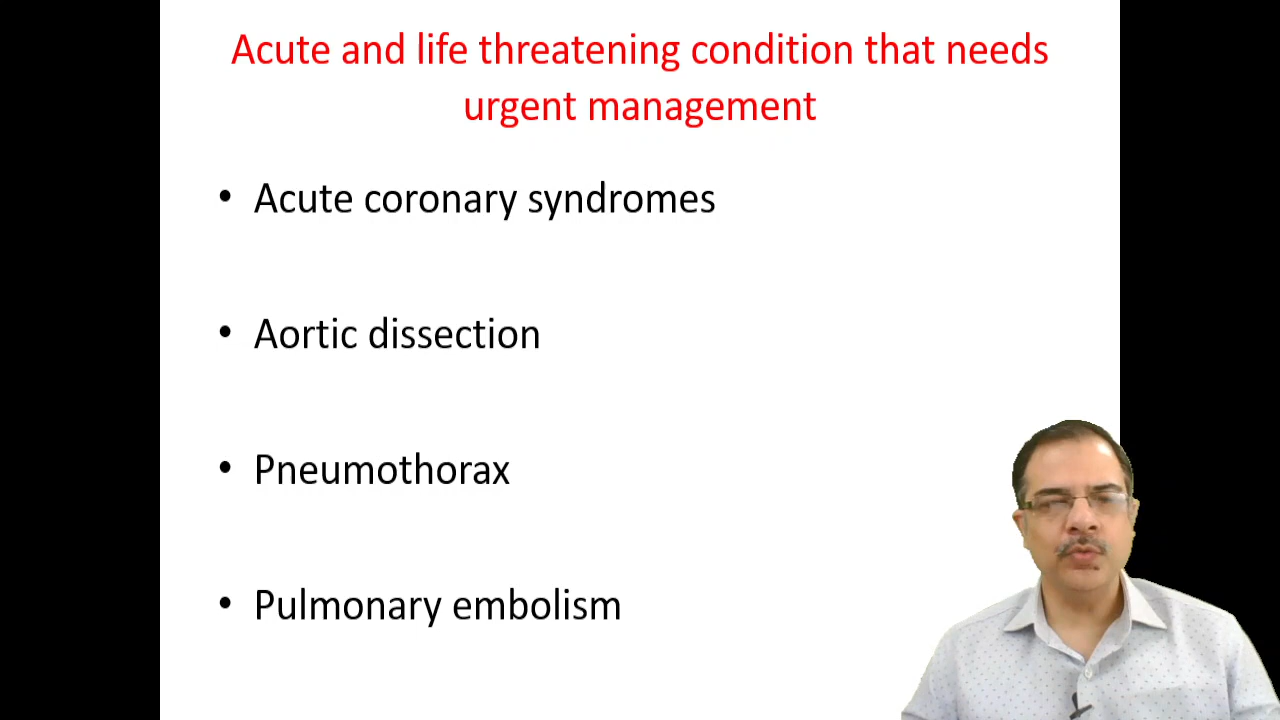 Acute and life threatening condition that needs
urgent management
• Acute coronary syndromes
• Aortic dissection
• Pneumothorax
• Pulmonary embolism